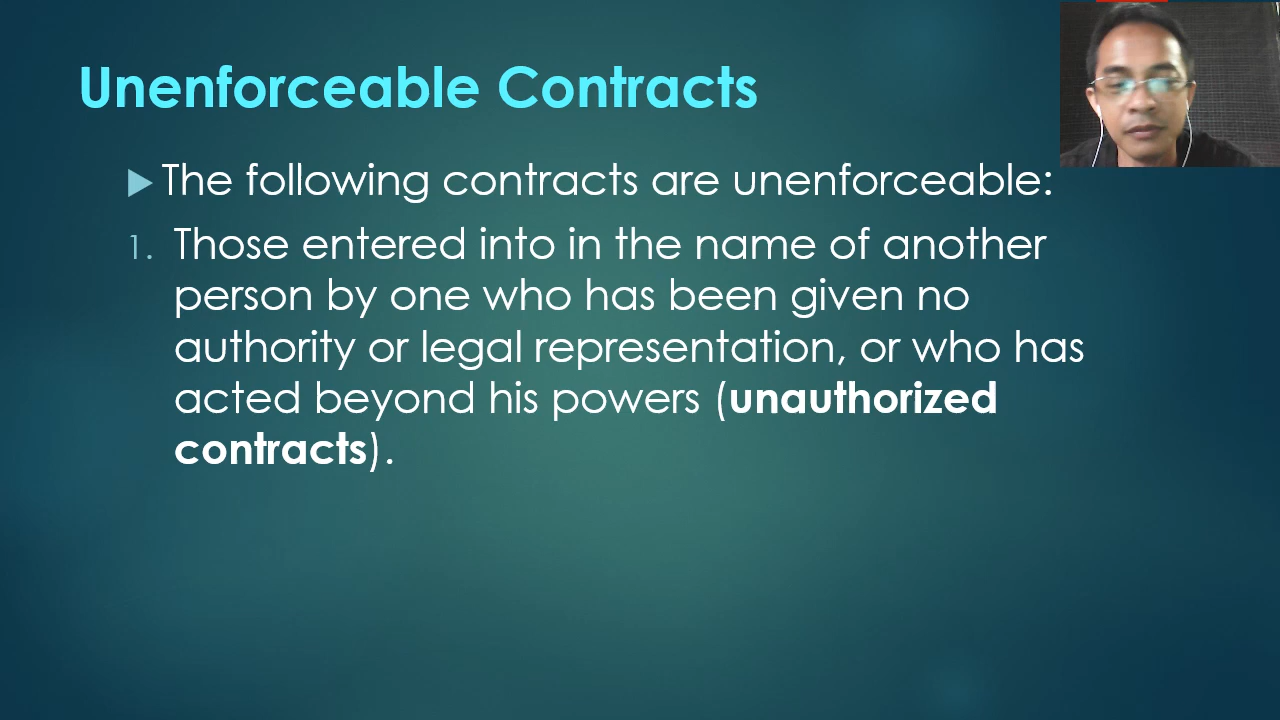 Unenforceable Contracts
The following contracts are unenforceable:
1. Those entered into in the name of another
person by one who has been given no
authority or legal representation, or who has
acted beyond his powers (unauthorized
contracts).